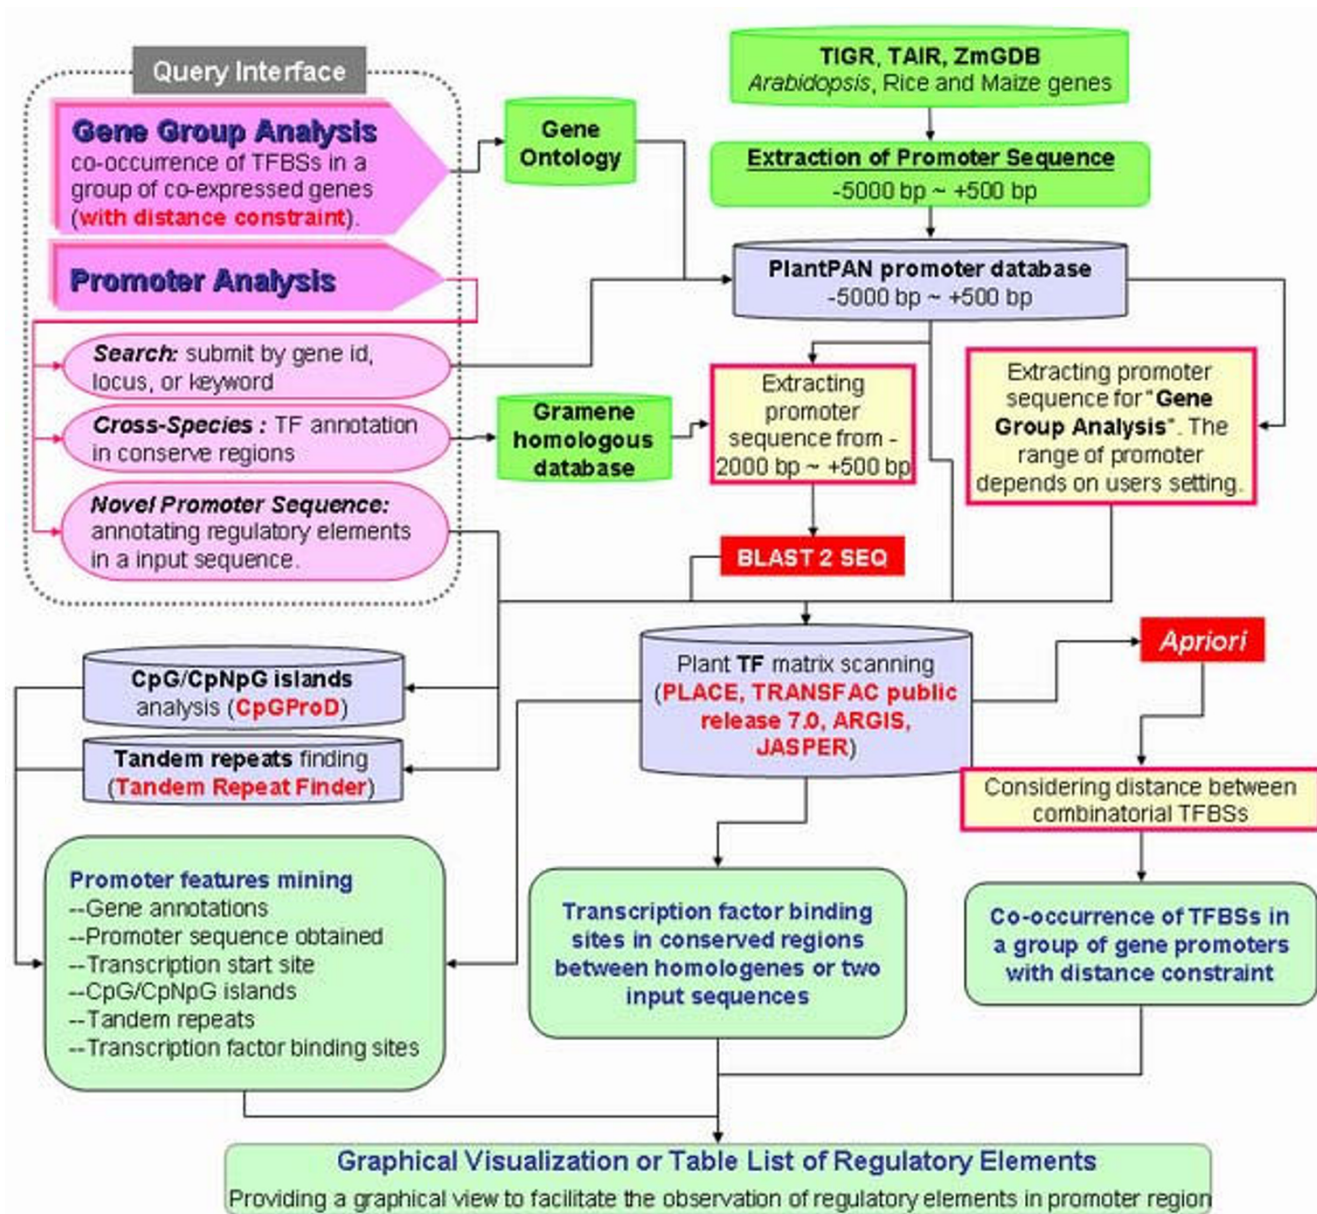 Query Interface
Gene Group Analysis
co-occurrence of TFBSs in a
group of co-expressed genes
(with distance constraint).
Promoter Analysis
Search: submit by gene id,
locus, or keyword
Cross-Species : TF annotation
in conserve regions
Novel Promoter Sequence:
annotating regulatory elements
in a input sequence.
Gene
Ontology
Gramene
homologous
database
TIGR, TAIR, ZmGDB
Arabidopsis, Rice and Maize genes
Extraction of Promoter Sequence
-5000 bp ~ +500 bp
PlantPAN promoter database
-5000 bp ~ +500 bp
Extracting
promoter
sequence from -
2000 bp ~ +500 bp
Extracting promoter
sequence for "Gene
Group Analysis". The
range of promoter
depends on users setting.
BLAST 2 SEQ
CpG/CpNpG islands
analysis (CpGProD)
Tandem repeats finding
(Tandem Repeat Finder)
Plant TF matrix scanning
(PLACE, TRANSFAC public
release 7.0, ARGIS,
JASPER)
Apriori
Considering distance between
combinatorial TFBSs
Promoter features mining
--Gene annotations
--Promoter sequence obtained
--Transcription start site
--CpG/CpNpG islands
--Tandem repeats
--Transcription factor binding sites
Transcription factor binding
sites in conserved regions
between homologenes or two
input sequences
Co-occurrence of TFBSs in
a group of gene promoters
with distance constraint
Graphical Visualization or Table List of Regulatory Elements
Providing a graphical view to facilitate the observation of regulatory elements in promoter region